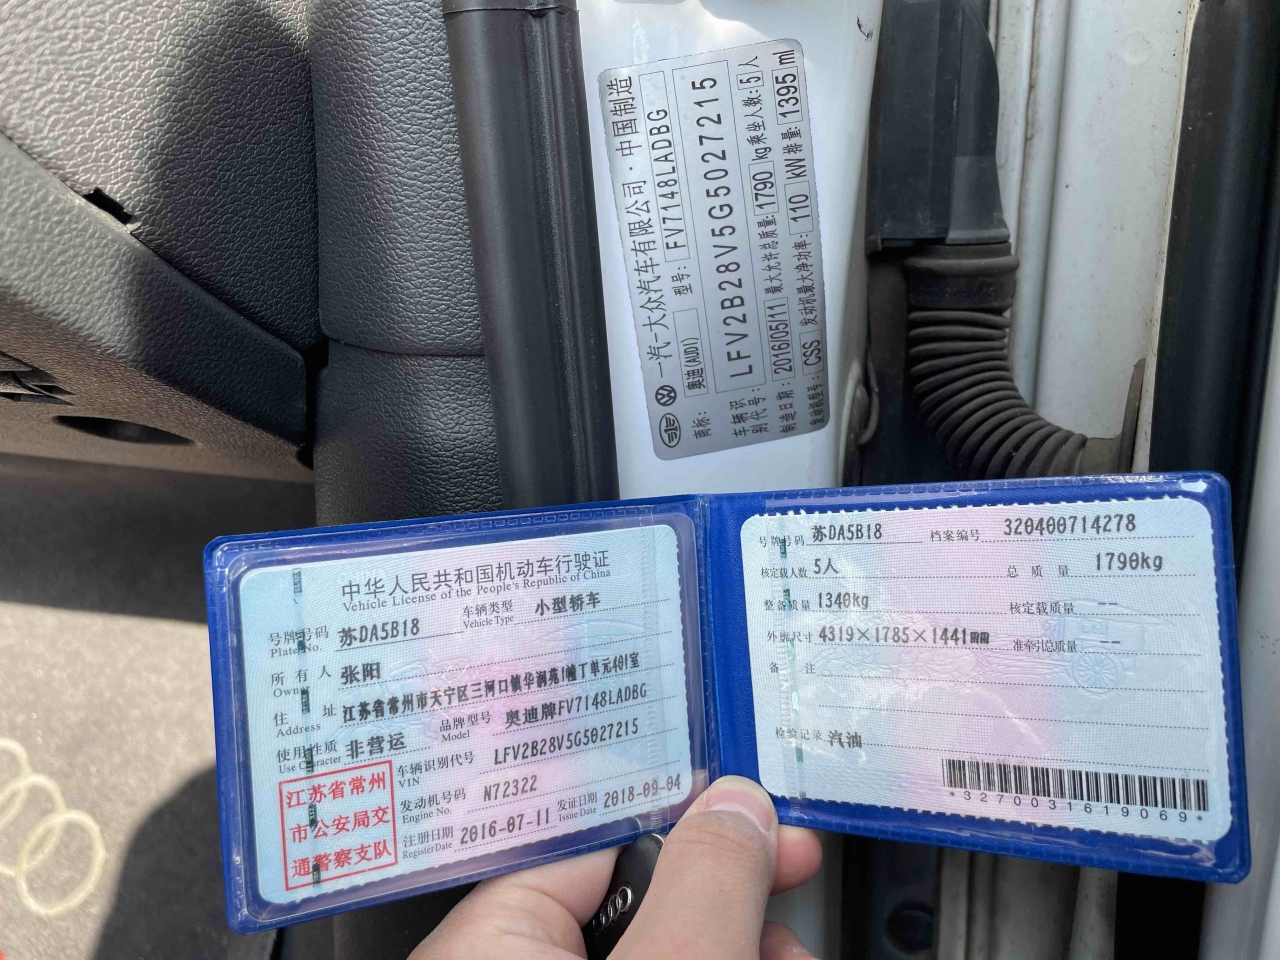 一汽-大众汽车有限公司·中国制造
商标: 奥迪(AUDI) 型号: FV7148LADBG
车辆识别代号: LFV2B28V5G5027215
制造日期: 2016/05/11 最大允许总质量: 1790 kg 乘坐人数: 5 人
发动机型号: CSS 发动机最大净功率: 110 kW 排量: 1395 ml
中华人民共和国机动车行驶证
Vehicle License of the People's Republic of China
号牌号码 苏DA5B18 车辆类型 小型轿车
Plate No. Vehicle Type
所有人 张阳
Owner
住址 江苏省常州市天宁区三河口镇华润苑1幢丁单元401室
Address
使用性质 非营运 品牌型号 奥迪牌FV7148LADBG
Use Character Model
车辆识别代号 LFV2B28V5G5027215
VIN
发动机号码 N72322
Engine No.
注册日期 2016-07-11 发证日期 2018-09-04
Register Date Issue Date
江苏省常州
市公安局交
通警察支队
号牌号码 苏DA5B18 档案编号 320400714278
核定载人数 5人 总质量 1790kg
整备质量 1340kg 核定载质量 --
外廓尺寸 4319×1785×1441mm 准牵引总质量 --
备注
检验记录 汽油
*3270031619069*